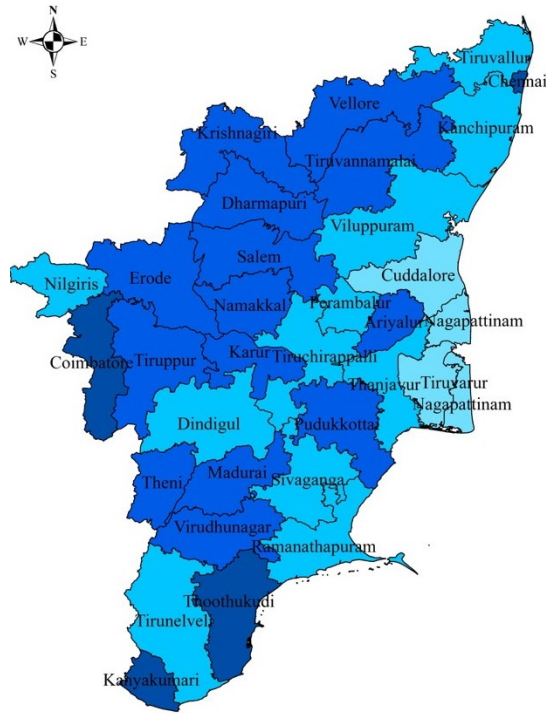 N
W E
S
Tiruvallur
Chennai
Vellore
Kanchipuram
Krishnagiri
Tiruvannamalai
Dharmapuri
Viluppuram
Salem
Cuddalore
Nilgiris
Erode
Namakkal
Perambalur
Ariyalur
Nagapattinam
Coimbatore
Tiruppur
Karur
Tiruchirappalli
Thanjavur
Tiruvarur
Nagapattinam
Dindigul
Pudukkottai
Theni
Madurai
Sivaganga
Virudhunagar
Ramanathapuram
Thoothukudi
Tirunelveli
Kanyakumari